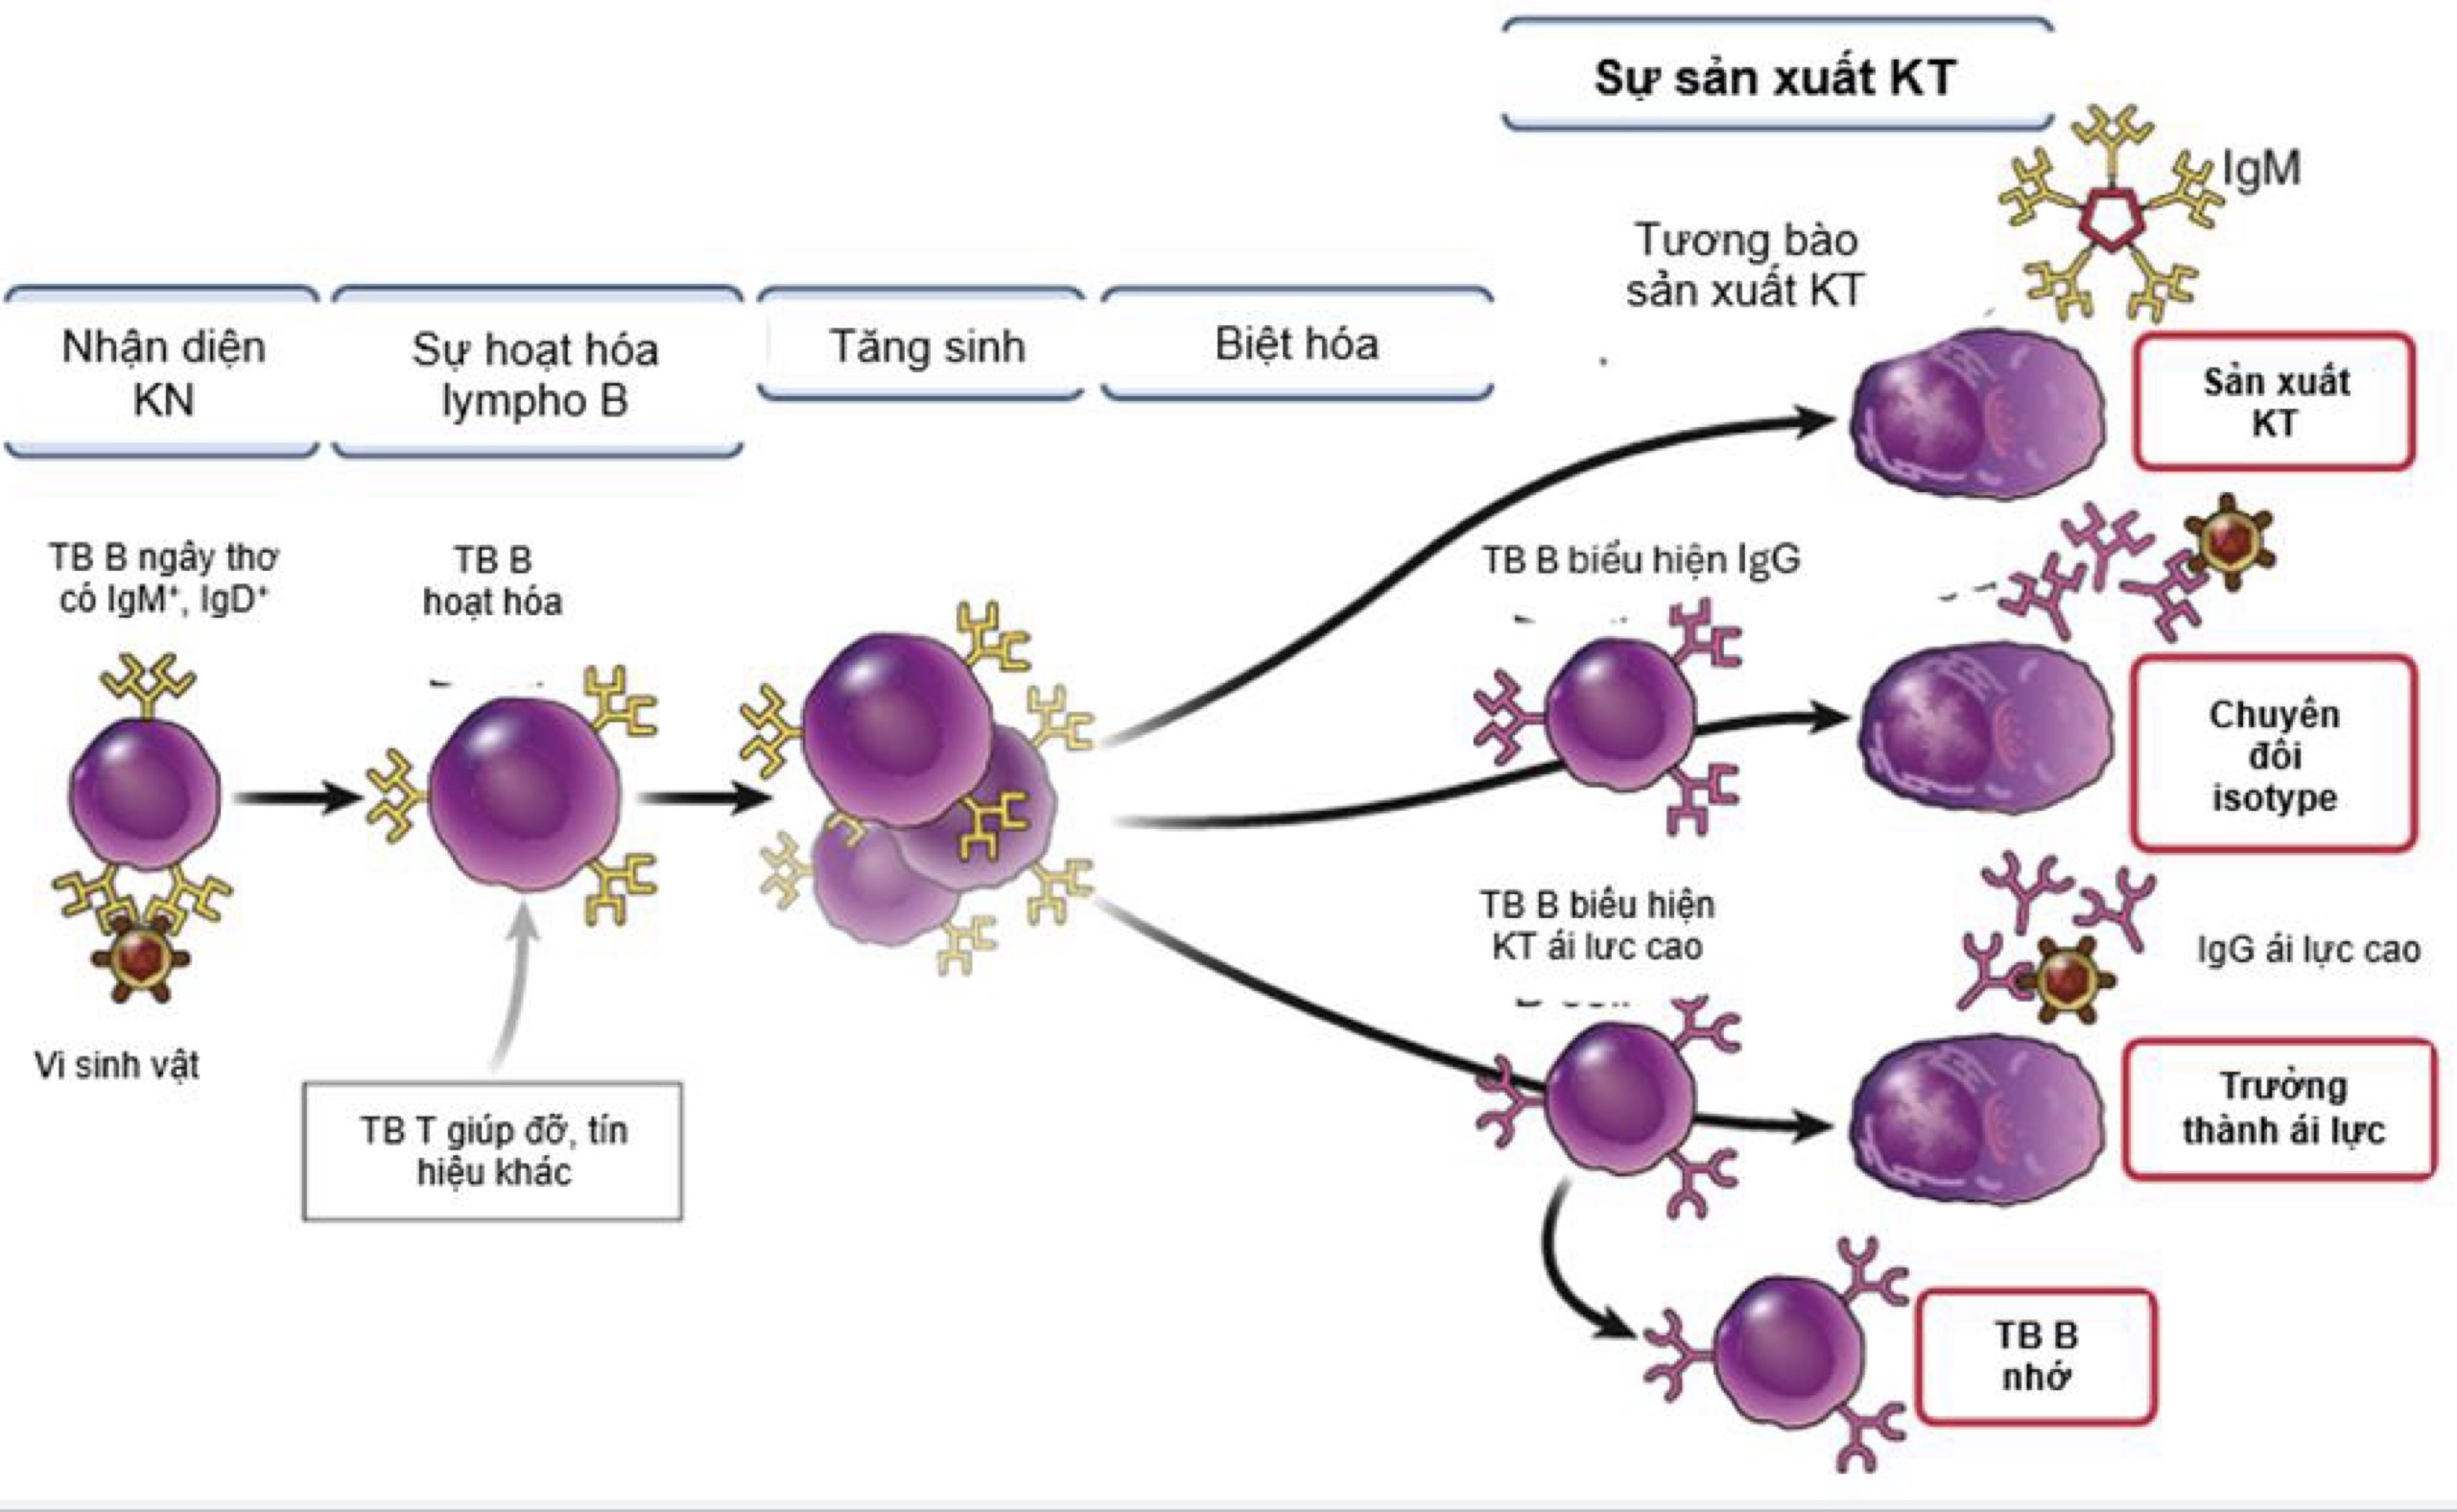 Sự sản xuất KT
IgM
Tương bào
sản xuất KT
Nhận diện
KN
Sự hoạt hóa
lympho B
Tăng sinh
Biệt hóa
Sản xuất
KT
TB B ngây thơ
có IgM⁺, IgD⁺
TB B
hoạt hóa
TB B biểu hiện IgG
Chuyên
đôi
isotype
TB B biểu hiện
KT ái lực cao
IgG ái lực cao
Vi sinh vật
TB T giúp đỡ, tín
hiệu khác
Trưởng
thành ái lực
TB B
nhớ